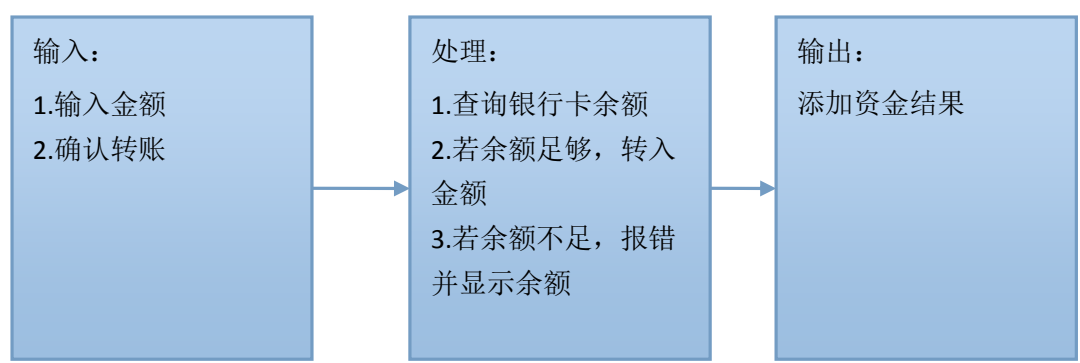 输入：
1.输入金额
2.确认转账
处理：
1.查询银行卡余额
2.若余额足够，转入
金额
3.若余额不足，报错
并显示余额
输出：
添加资金结果